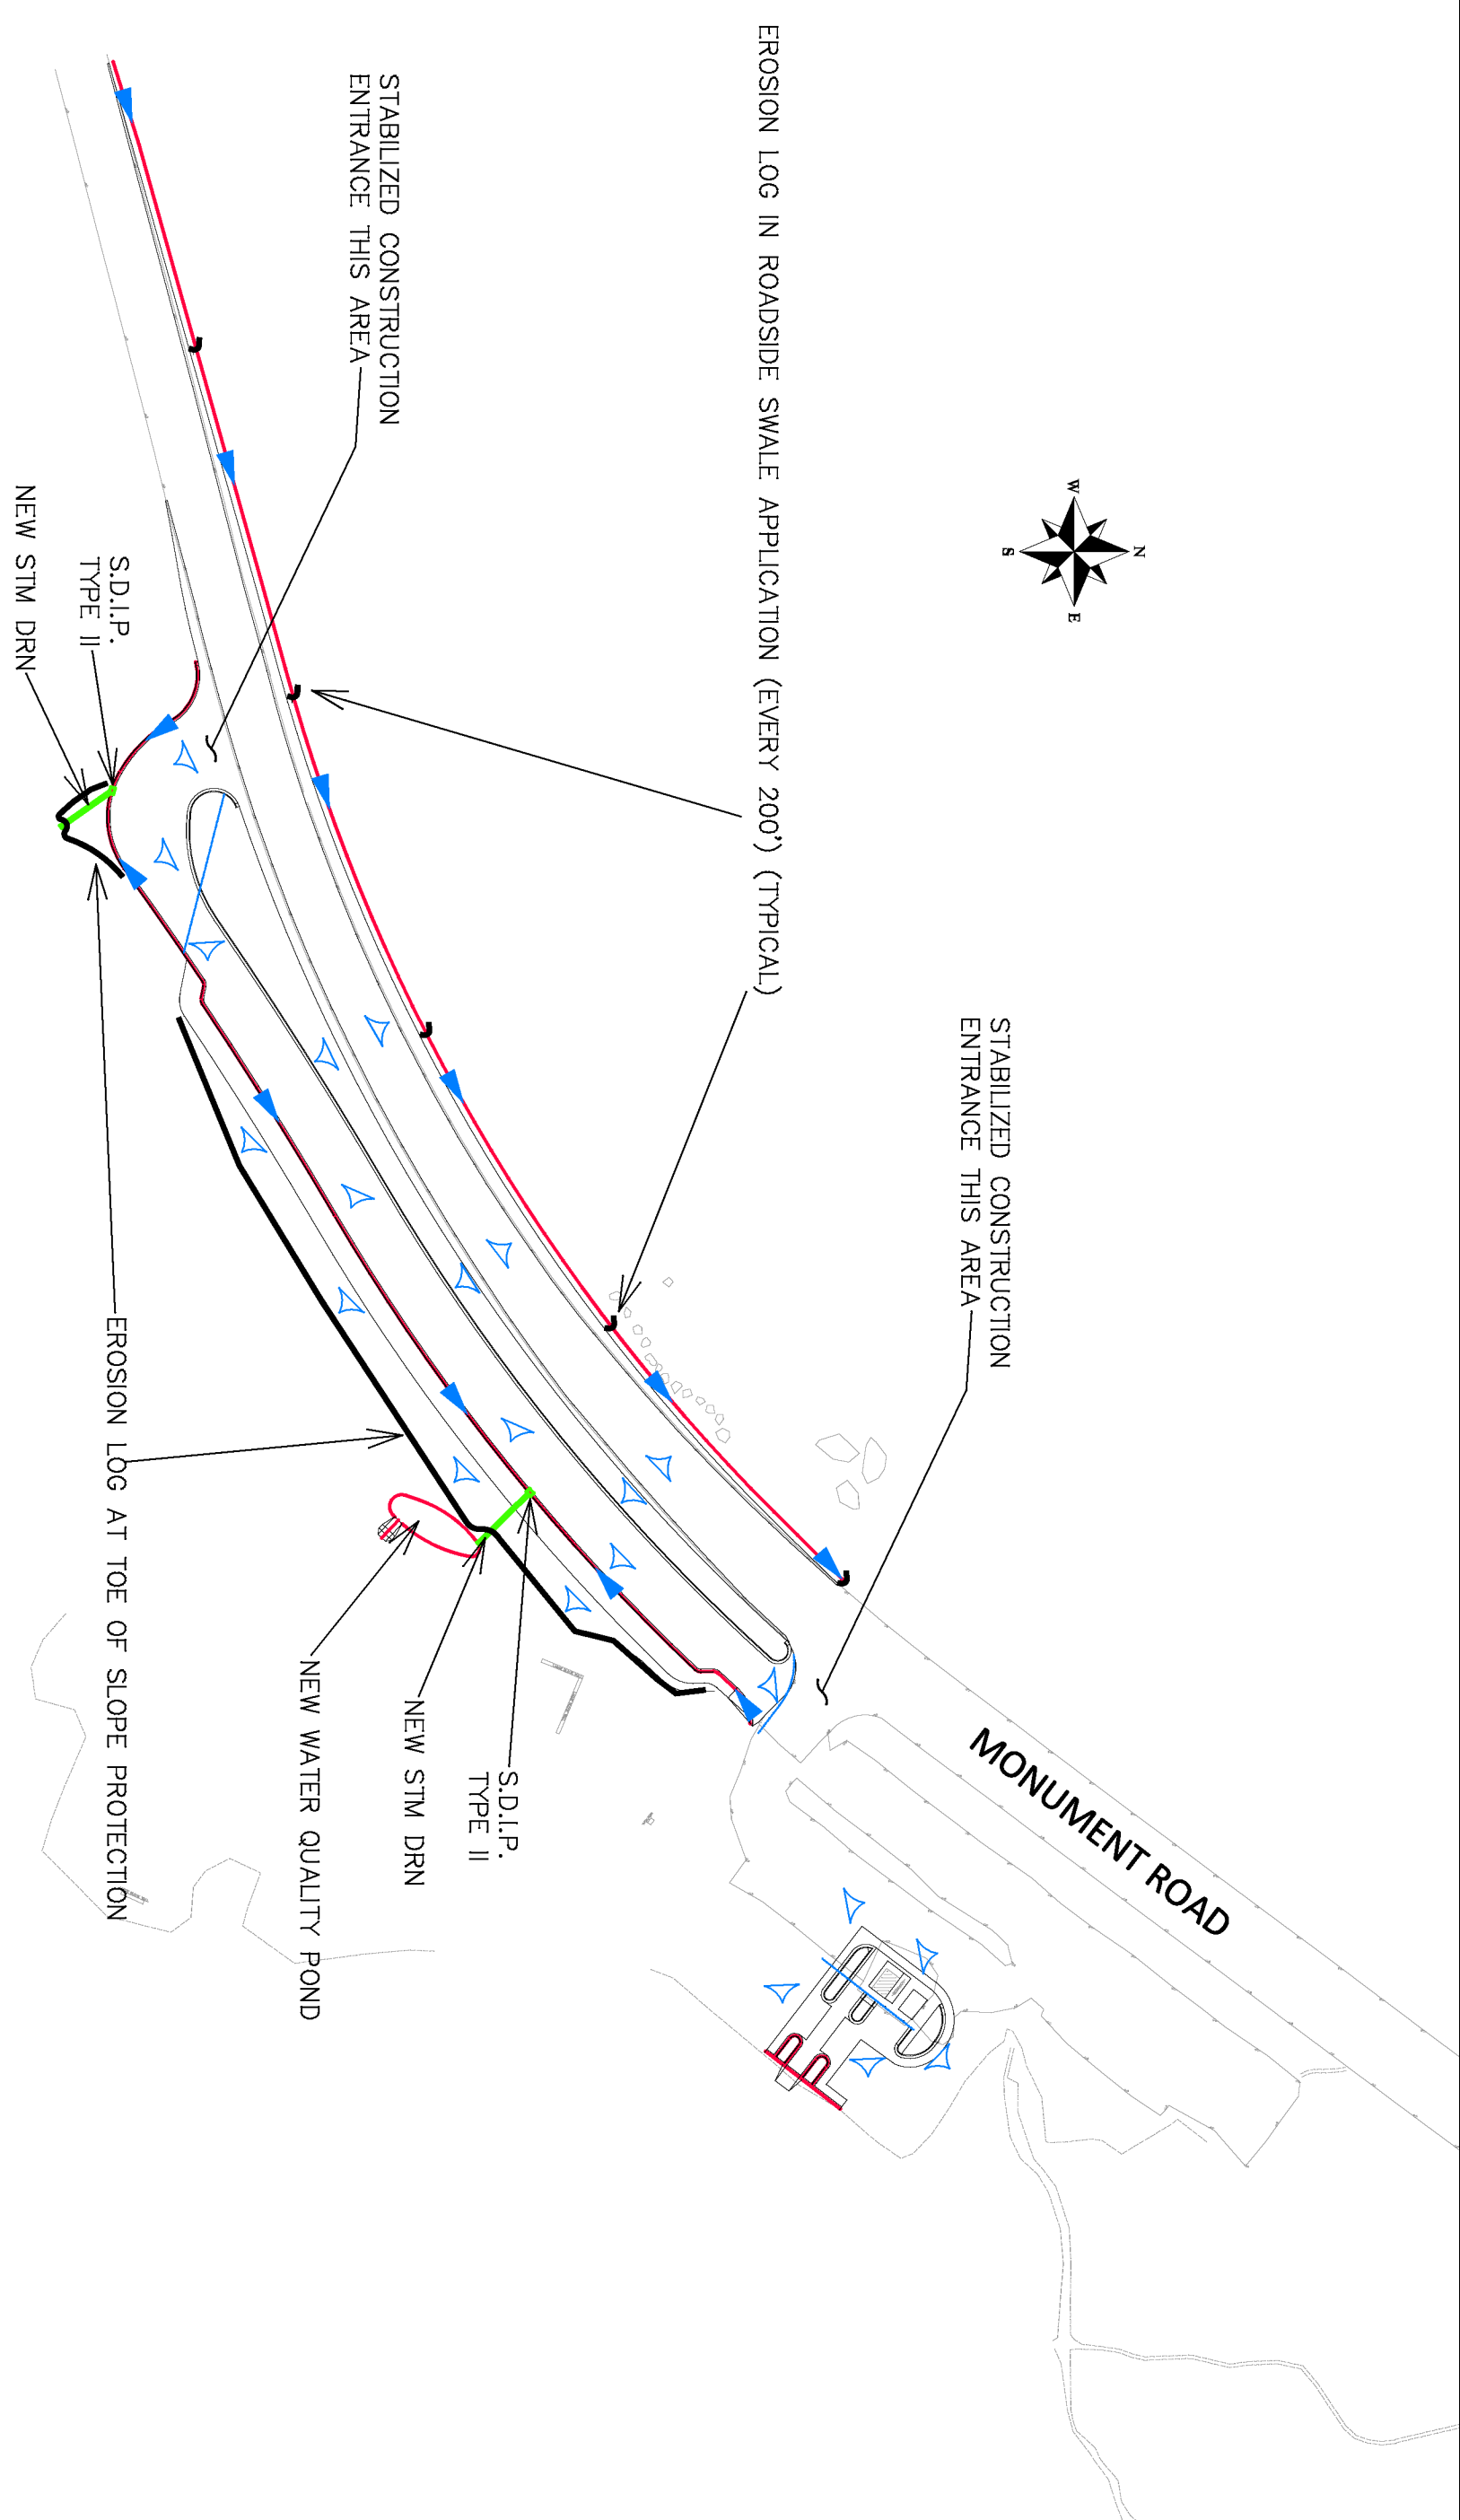 EROSION LOG IN ROADSIDE SWALE APPLICATION (EVERY 200') (TYPICAL)
STABILIZED CONSTRUCTION
ENTRANCE THIS AREA
N
W
E
S
STABILIZED CONSTRUCTION
ENTRANCE THIS AREA
MONUMENT ROAD
S.D.I.P.
TYPE II
NEW STM DRN
S.D.I.P.
TYPE II
NEW STM DRN
NEW WATER QUALITY POND
EROSION LOG AT TOE OF SLOPE PROTECTION